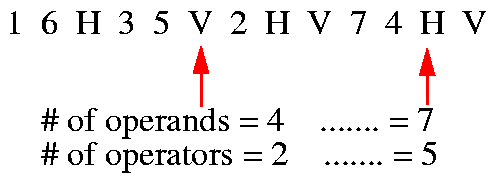 1 6 H 3 5 V 2 H V 7 4 H V
# of operands = 4 ....... = 7
# of operators = 2 ....... = 5